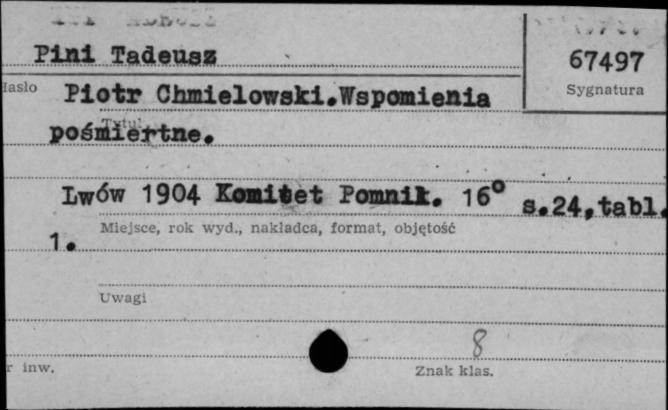 Pini Tadeusz
67497
Sygnatura
Hasło
Piotr Chmielowski.Wspomienia
Tytuł
pośmiertne.
Lwów 1904 Komitet Pomnik. 16° s.24,tabl.
Miejsce, rok wyd., nakładca, format, objętość
1.
Uwagi
8
r inw.
Znak klas.